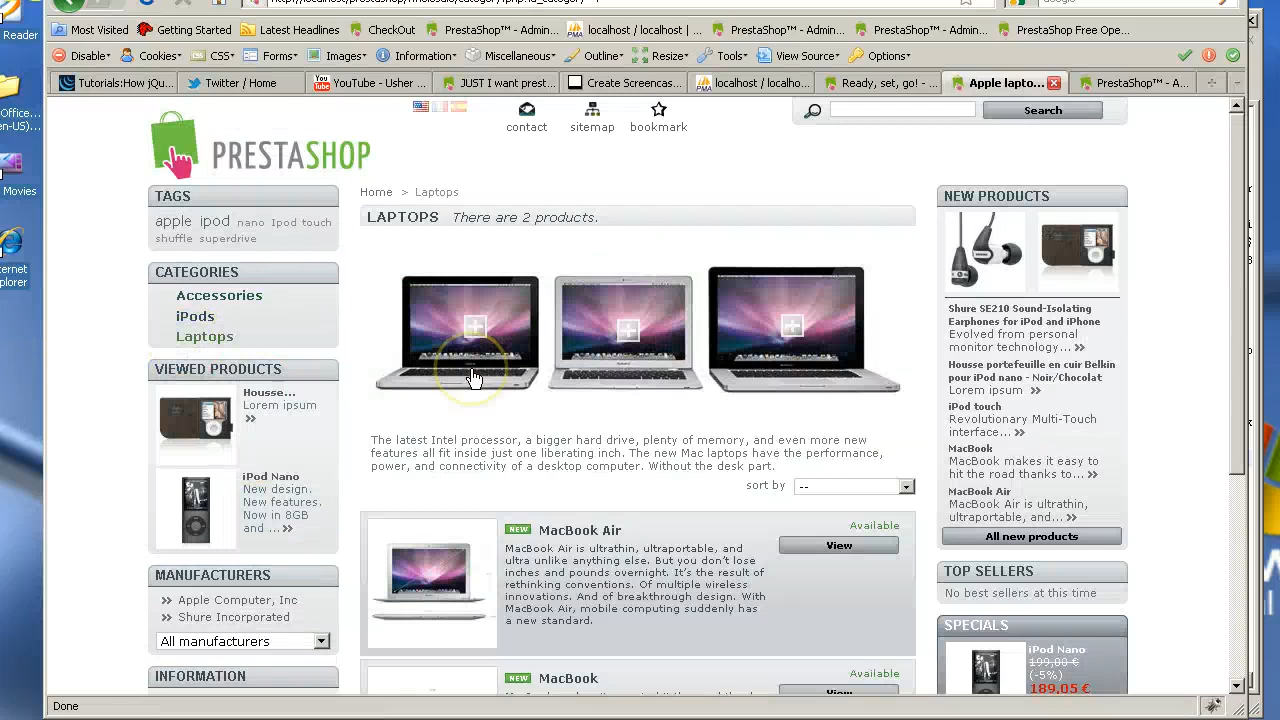 Most Visited Getting Started Latest Headlines CheckOut PrestaShop™ - Admin... localhost / localhost | ... PrestaShop™ - Admin... PrestaShop™ - Admin... PrestaShop Free Ope...
Disable Cookies CSS Forms Images Information Miscellaneous Outline Resize Tools View Source Options
Tutorials:How jQu... Twitter / Home YouTube - Usher ... JUST I want prest... Create Screencas... localhost / localho... Ready, set, go! - ... Apple lapto... PrestaShop™ - A...
Reader
Office...
en-US)...
Movies
nternet
plorer
contact sitemap bookmark
Search
PRESTASHOP
TAGS
apple ipod nano Ipod touch
shuffle superdrive
CATEGORIES
Accessories
iPods
Laptops
VIEWED PRODUCTS
Housse...
Lorem ipsum
»
iPod Nano
New design.
New features.
Now in 8GB
and ... »
MANUFACTURERS
» Apple Computer, Inc
» Shure Incorporated
All manufacturers
INFORMATION
Home > Laptops
LAPTOPS There are 2 products.
The latest Intel processor, a bigger hard drive, plenty of memory, and even more new
features all fit inside just one liberating inch. The new Mac laptops have the performance,
power, and connectivity of a desktop computer. Without the desk part.
sort by --
NEW MacBook Air
Available
View
MacBook Air is ultrathin, ultraportable, and
ultra unlike anything else. But you don't lose
inches and pounds overnight. It's the result of
rethinking conventions. Of multiple wireless
innovations. And of breakthrough design. With
MacBook Air, mobile computing suddenly has
a new standard.
NEW MacBook
Available
View
NEW PRODUCTS
Shure SE210 Sound-Isolating
Earphones for iPod and iPhone
Evolved from personal
monitor technology... »
Housse portefeuille en cuir Belkin
pour iPod nano - Noir/Chocolat
Lorem ipsum »
iPod touch
Revolutionary Multi-Touch
interface... »
MacBook
MacBook makes it easy to
hit the road thanks to... »
MacBook Air
MacBook Air is ultrathin,
ultraportable, and... »
All new products
TOP SELLERS
No best sellers at this time
SPECIALS
iPod Nano
199,00 €
(-5%)
189,05 €
Done